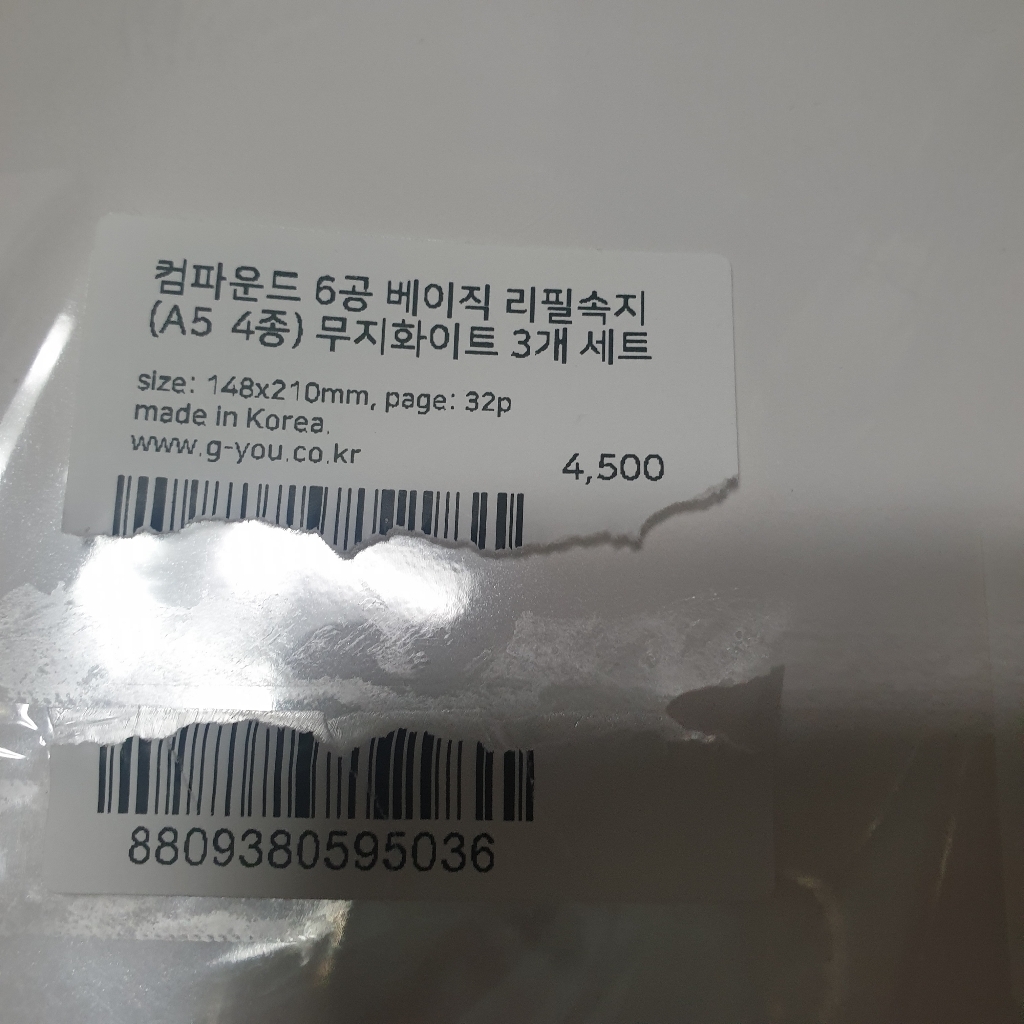 컴파운드 6공 베이직 리필속지
(A5 4종) 무지화이트 3개 세트
size: 148x210mm, page: 32p
made in Korea.
www.g-you.co.kr
4,500
8809380595036